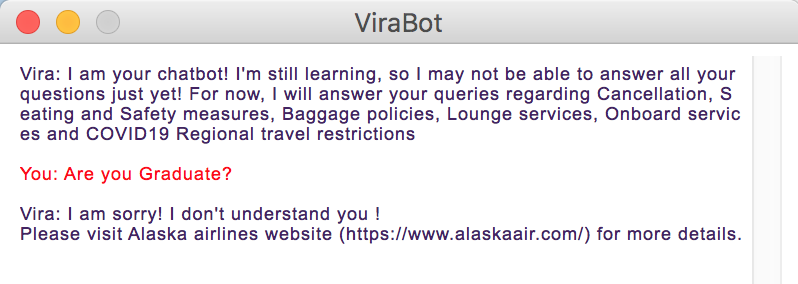 ViraBot
Vira: I am your chatbot! I'm still learning, so I may not be able to answer all your
questions just yet! For now, I will answer your queries regarding Cancellation, S
eating and Safety measures, Baggage policies, Lounge services, Onboard servic
es and COVID19 Regional travel restrictions
You: Are you Graduate?
Vira: I am sorry! I don't understand you !
Please visit Alaska airlines website (https://www.alaskaair.com/) for more details.